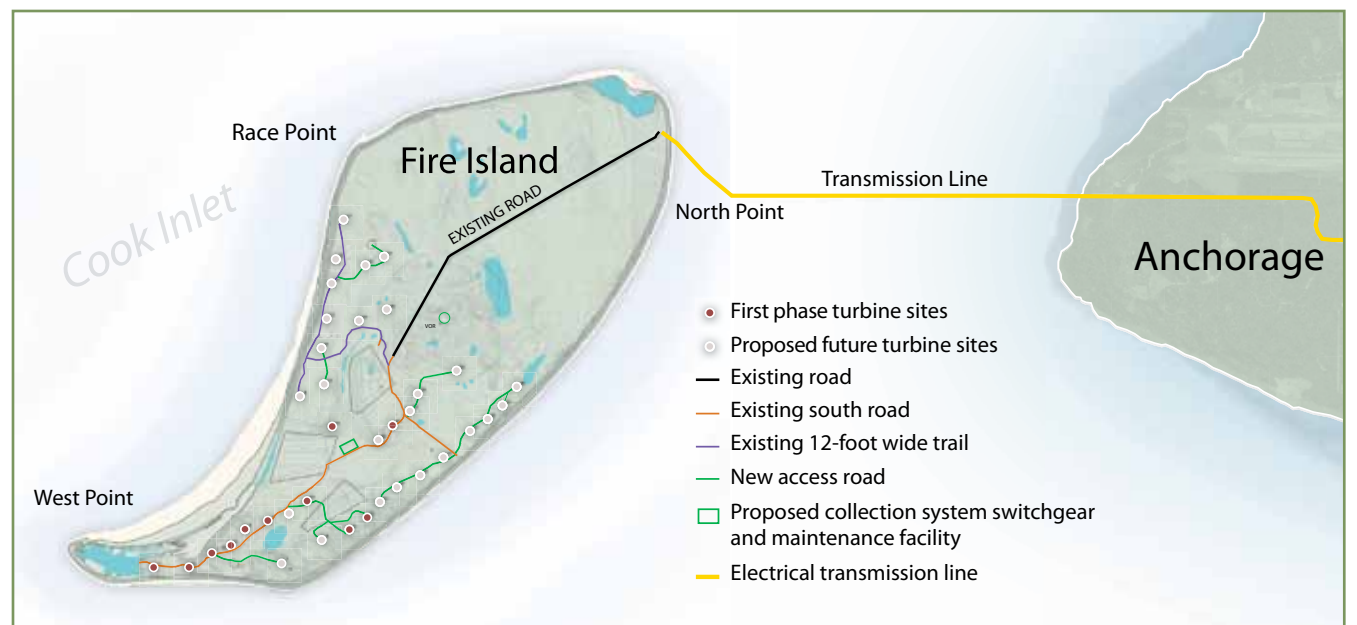 Race Point
Fire Island
Cook Inlet
EXISTING ROAD
Transmission Line
North Point
Anchorage
VOR
West Point
First phase turbine sites
Proposed future turbine sites
Existing road
Existing south road
Existing 12-foot wide trail
New access road
Proposed collection system switchgear
and maintenance facility
Electrical transmission line